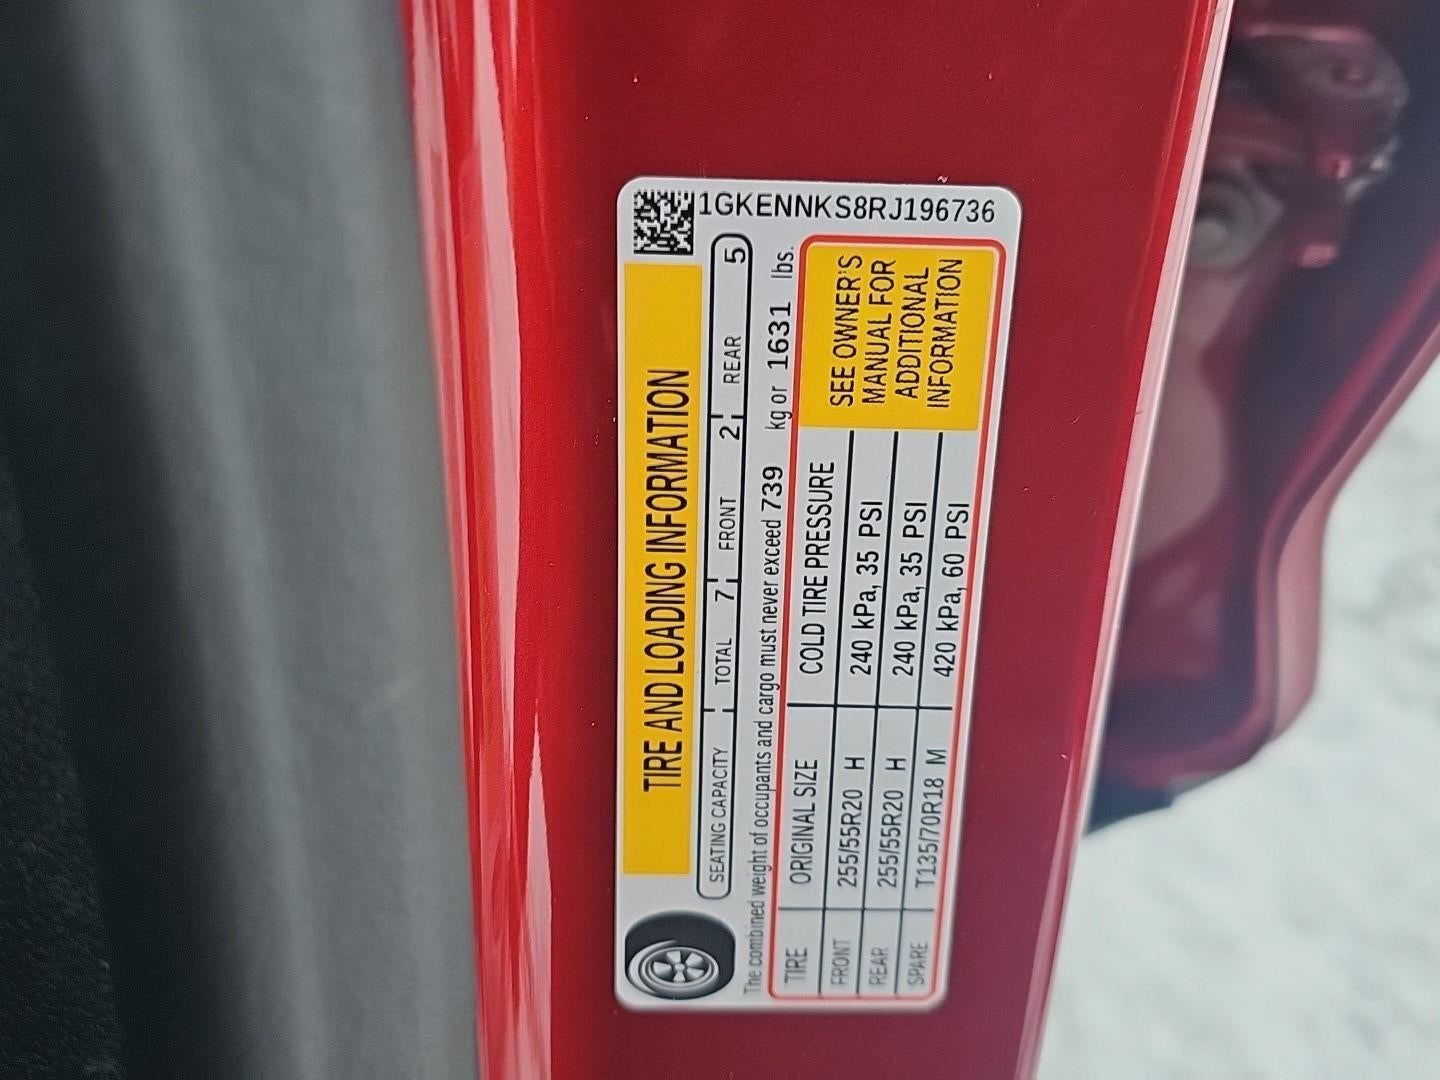 1GKENNKS8RJ196736
TIRE AND LOADING INFORMATION
SEATING CAPACITY TOTAL 7 FRONT 2 REAR 5
The combined weight of occupants and cargo must never exceed 739 kg or 1631 lbs.
TIRE ORIGINAL SIZE COLD TIRE PRESSURE
FRONT 255/55R20 H 240 kPa, 35 PSI
REAR 255/55R20 H 240 kPa, 35 PSI
SPARE T135/70R18 M 420 kPa, 60 PSI
SEE OWNER'S
MANUAL FOR
ADDITIONAL
INFORMATION